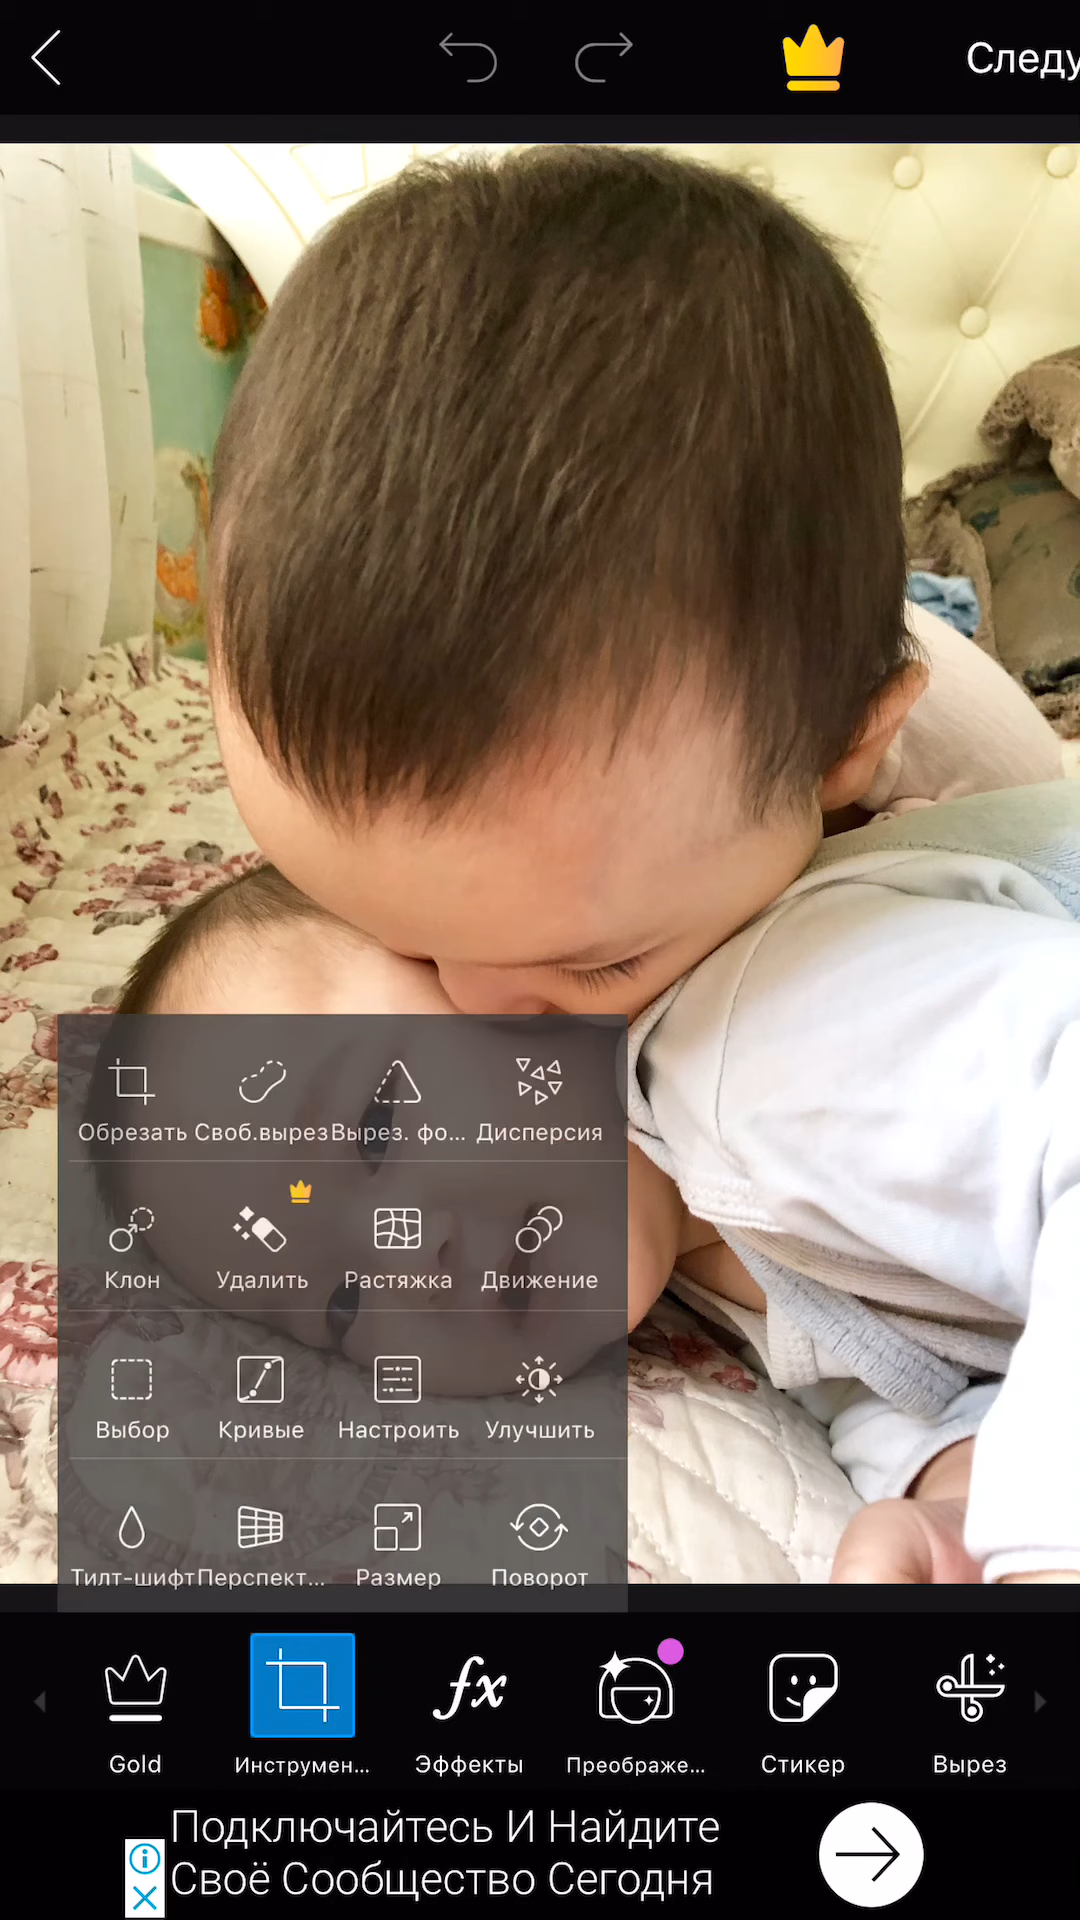 Следу
Обрезать Своб.вырез Вырез. фо... Дисперсия
Клон Удалить Растяжка Движение
Выбор Кривые Настроить Улучшить
Тилт-шифт Перспект... Размер Поворот
Gold Инструмен... Эффекты Преображе... Стикер Вырез
Подключайтесь И Найдите
Своё Сообщество Сегодня